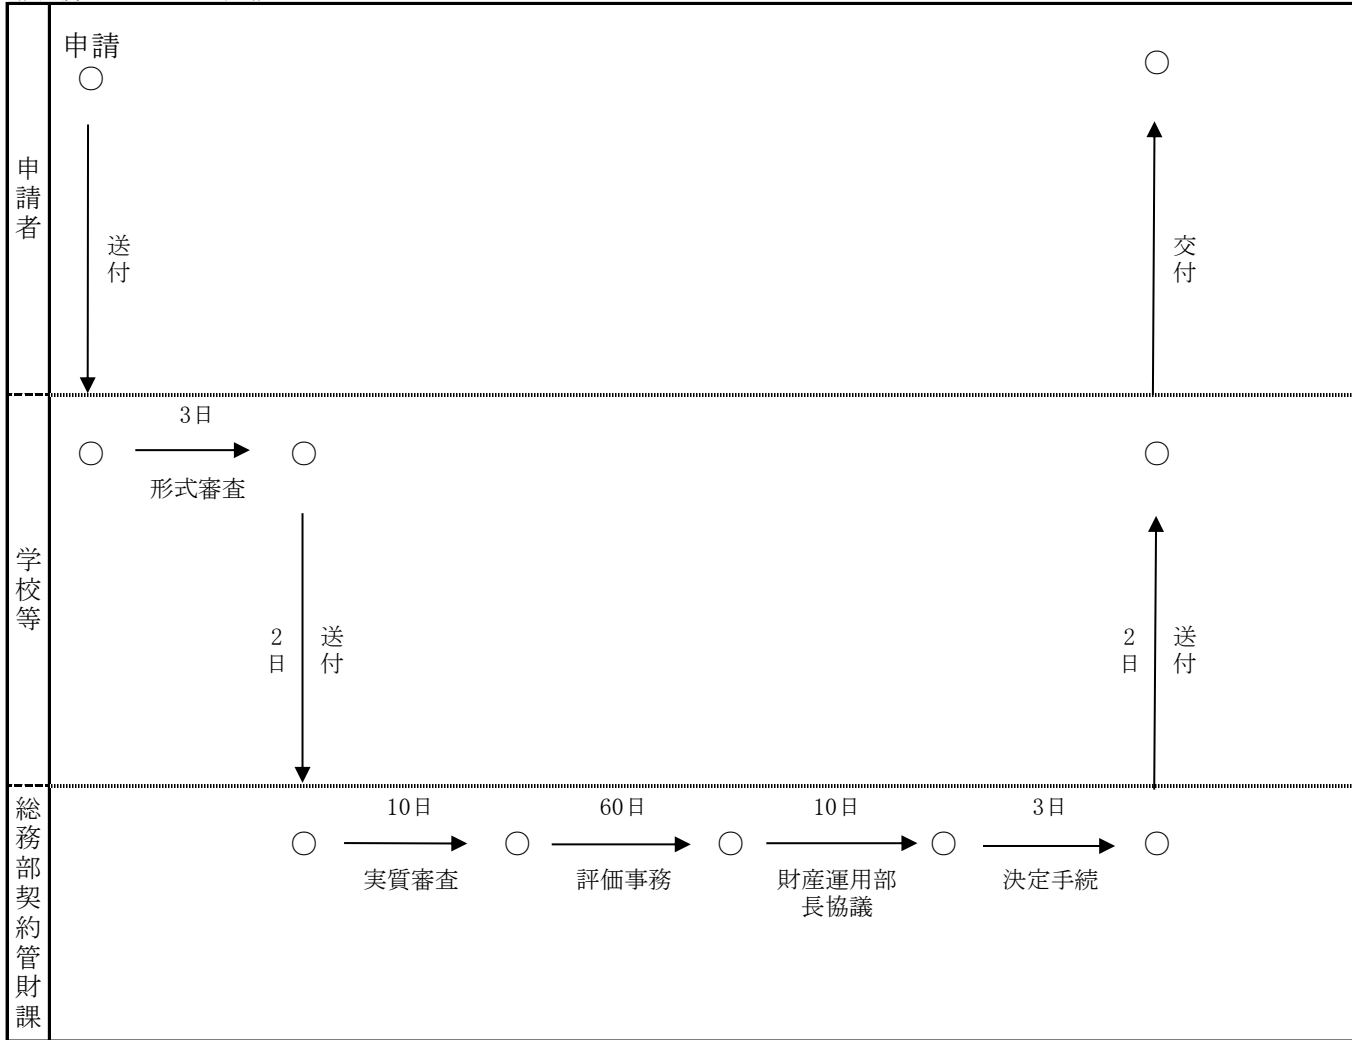 申請
申請者
送付
交付
3日
形式審査
学校等
2日
送付
2日
送付
総務部契約管財課
10日
60日
10日
3日
実質審査
評価事務
財産運用部
長協議
決定手続